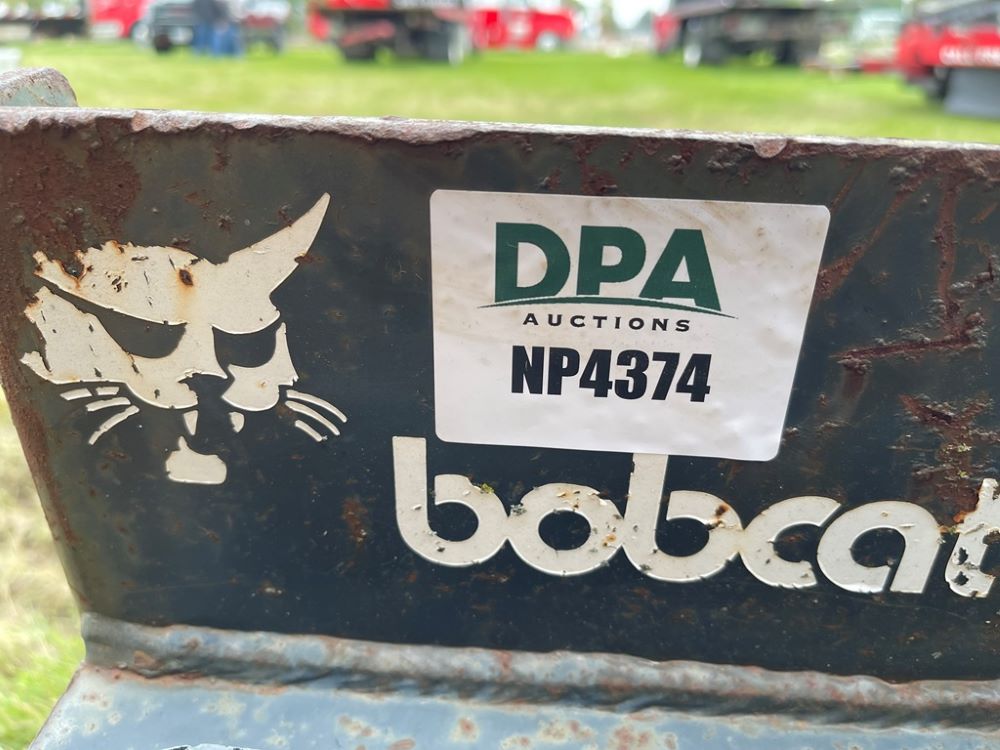 DPA
AUCTIONS
NP4374
bobcat